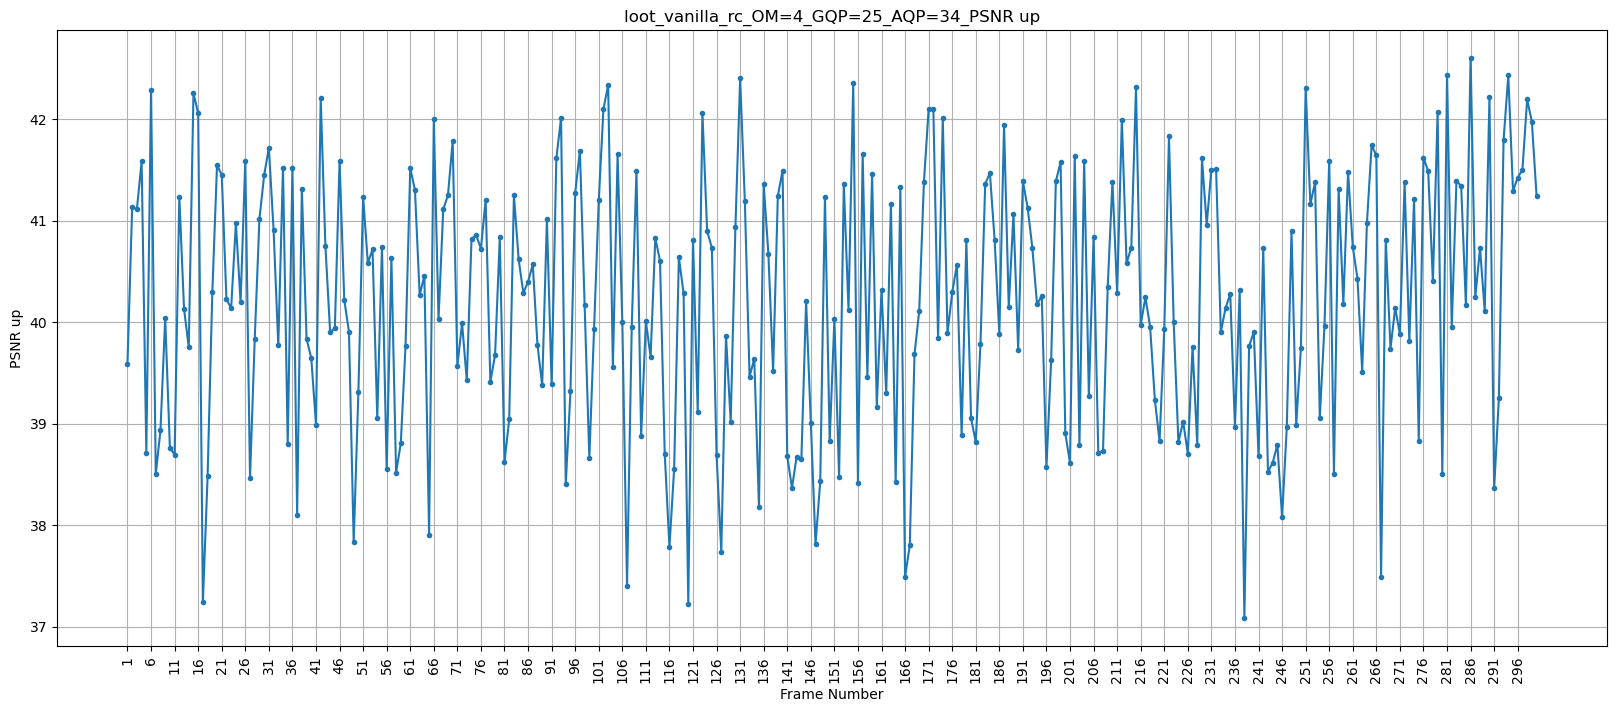 loot_vanilla_rc_OM=4_GQP=25_AQP=34_PSNR up
PSNR up
42
41
40
39
38
37
1 6 11 16 21 26 31 36 41 46 51 56 61 66 71 76 81 86 91 96 101 106 111 116 121 126 131 136 141 146 151 156 161 166 171 176 181 186 191 196 201 206 211 216 221 226 231 236 241 246 251 256 261 266 271 276 281 286 291 296
Frame Number